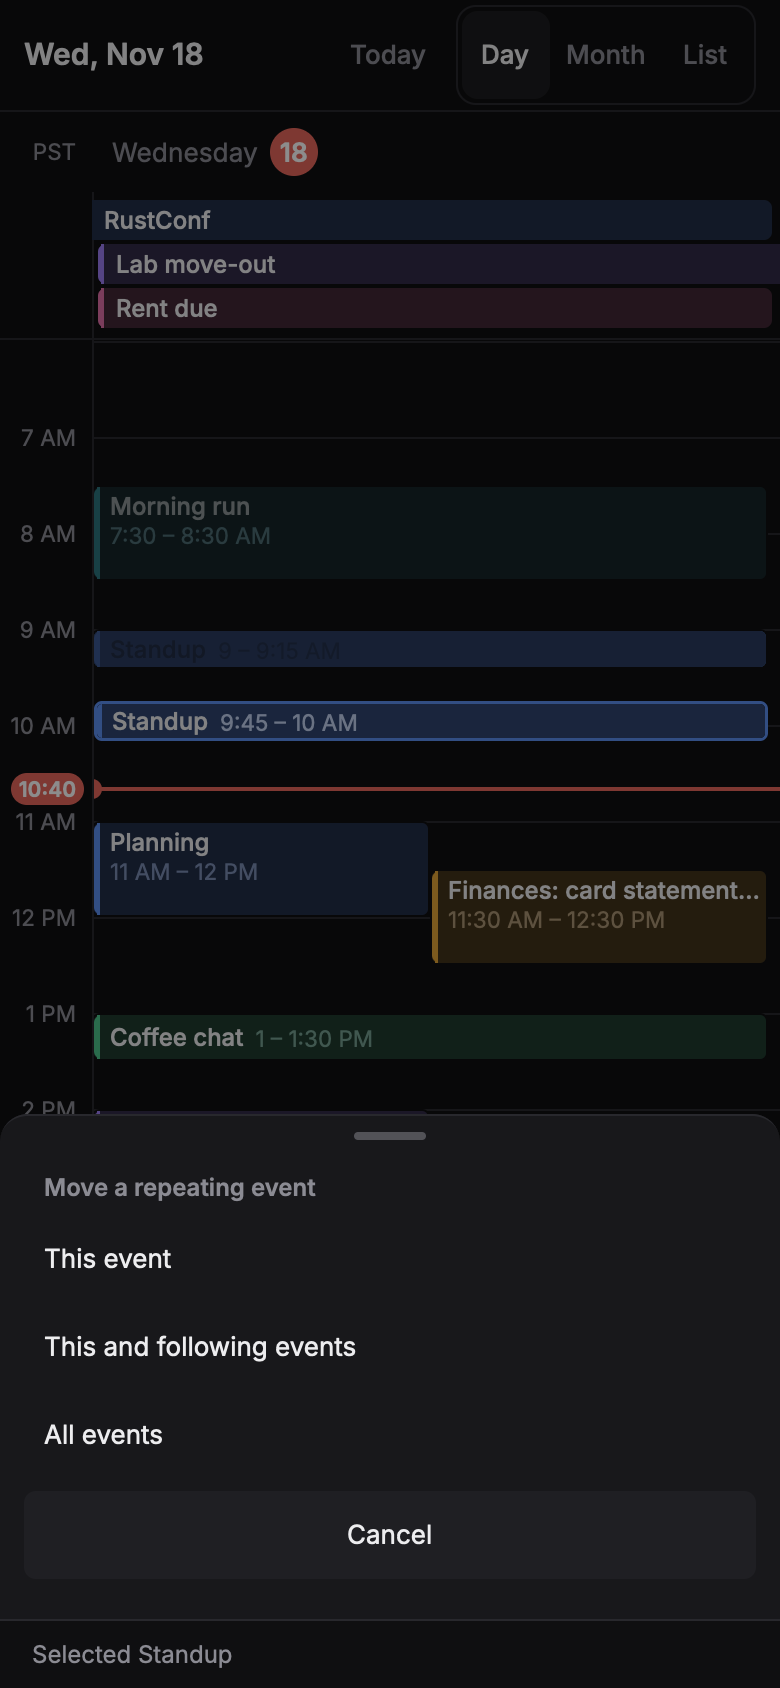 Wed, Nov 18 Today Day Month List
PST Wednesday 18
RustConf
Lab move-out
Rent due
7 AM
Morning run
7:30 – 8:30 AM
8 AM
9 AM
Standup 9 – 9:15 AM
Standup 9:45 – 10 AM
10 AM
10:40
11 AM
Planning
11 AM – 12 PM
Finances: card statement...
11:30 AM – 12:30 PM
12 PM
1 PM
Coffee chat 1 – 1:30 PM
2 PM
Move a repeating event
This event
This and following events
All events
Cancel
Selected Standup